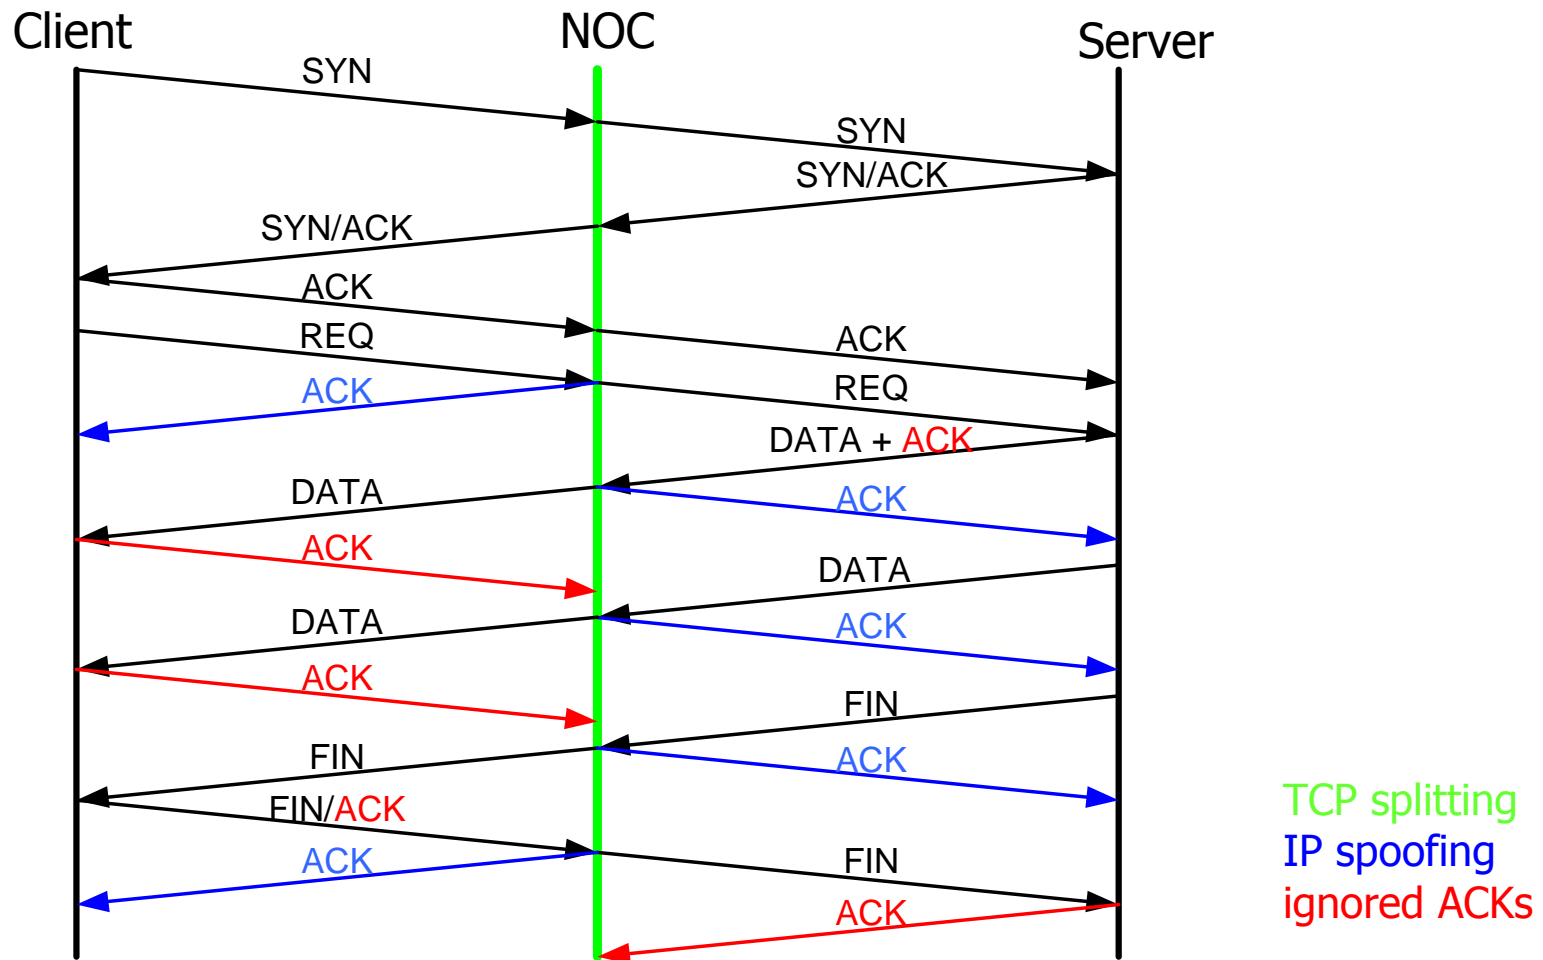 Client
NOC
Server
SYN
SYN
SYN/ACK
SYN/ACK
ACK
REQ
ACK
ACK
REQ
DATA + ACK
DATA
ACK
ACK
DATA
DATA
ACK
ACK
FIN
FIN
ACK
FIN/ACK
ACK
FIN
ACK
TCP splitting
IP spoofing
ignored ACKs